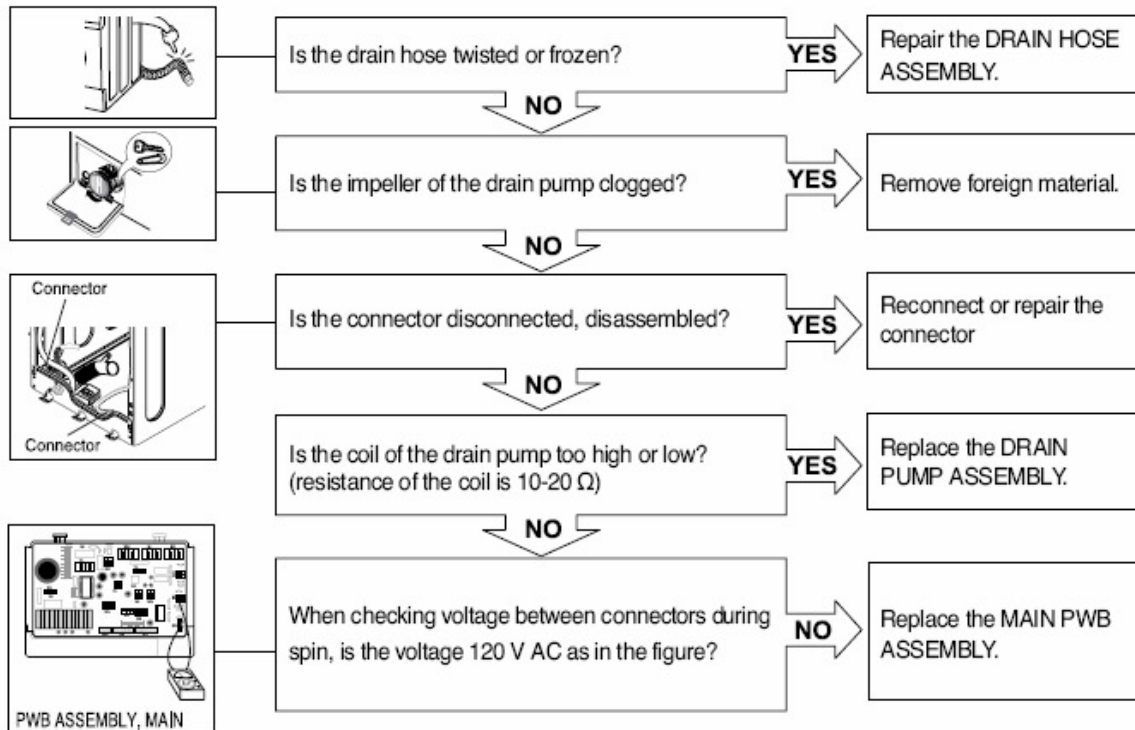 Is the drain hose twisted or frozen?
YES
Repair the DRAIN HOSE
ASSEMBLY.
NO
Is the impeller of the drain pump clogged?
YES
Remove foreign material.
NO
Connector
Connector
Is the connector disconnected, disassembled?
YES
Reconnect or repair the
connector
NO
Is the coil of the drain pump too high or low?
(resistance of the coil is 10-20 Ω)
YES
Replace the DRAIN
PUMP ASSEMBLY.
NO
PWB ASSEMBLY, MAIN
When checking voltage between connectors during
spin, is the voltage 120 V AC as in the figure?
NO
Replace the MAIN PWB
ASSEMBLY.